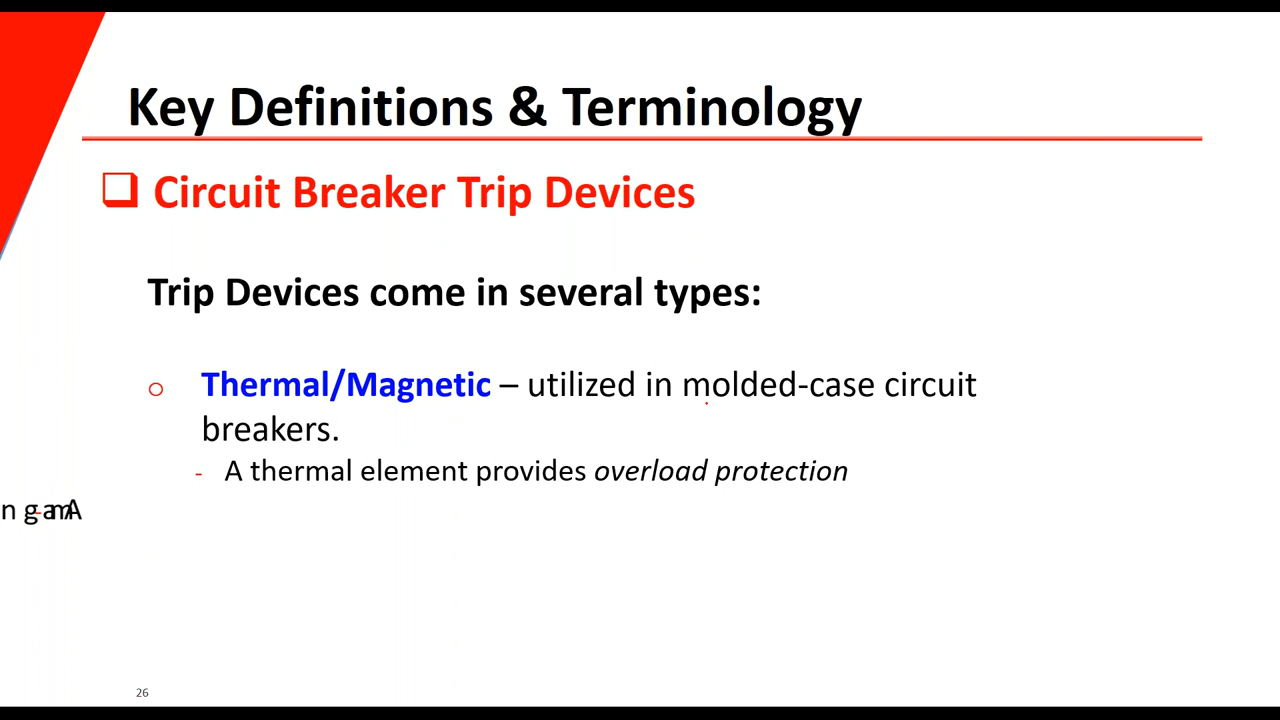 Key Definitions & Terminology
❑ Circuit Breaker Trip Devices
Trip Devices come in several types:
o Thermal/Magnetic – utilized in molded-case circuit
breakers.
- A thermal element provides overload protection
26